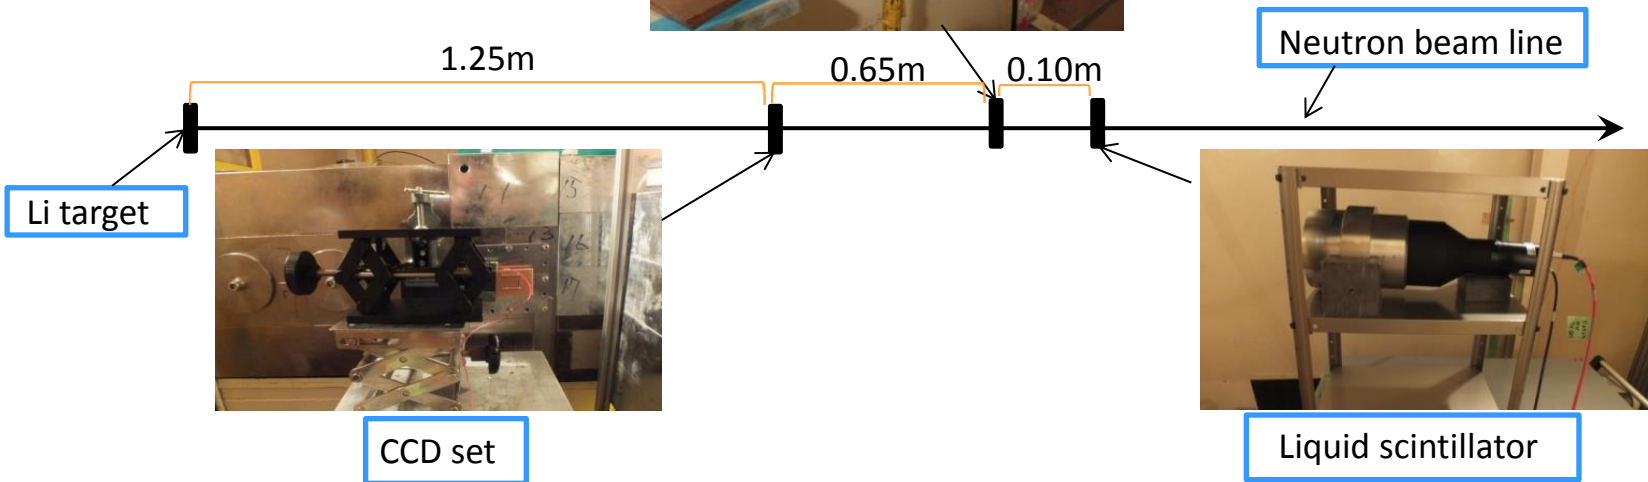 1.25m
0.65m
0.10m
Neutron beam line
Li target
CCD set
Liquid scintillator